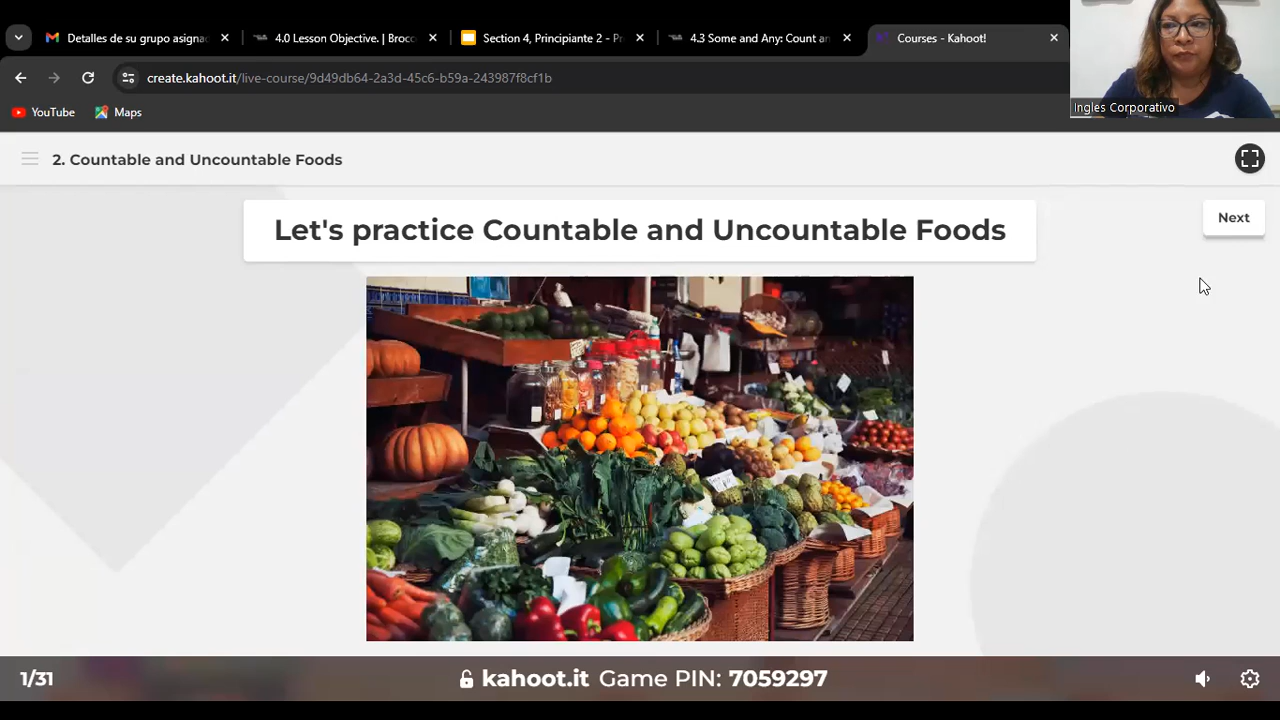 Detalles de su grupo asigna
4.0 Lesson Objective. | Brocc
Section 4, Principiante 2 - Pr
4.3 Some and Any: Count an
Courses - Kahoot!
create.kahoot.it/live-course/9d49db64-2a3d-45c6-b59a-243987f8cf1b
YouTube
Maps
Ingles Corporativo
2. Countable and Uncountable Foods
Let's practice Countable and Uncountable Foods
Next
1/31
kahoot.it Game PIN: 7059297